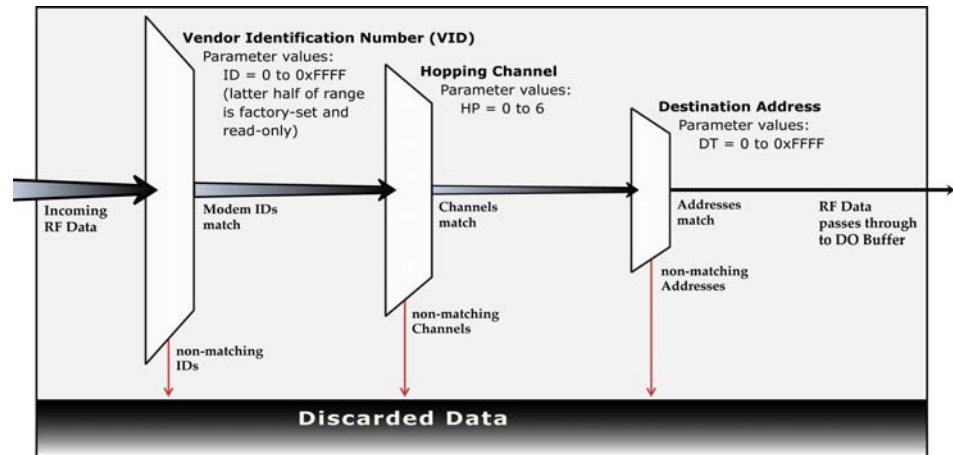 Vendor Identification Number (VID)
Parameter values:
ID = 0 to 0xFFFF
(latter half of range
is factory-set and
read-only)
Hopping Channel
Parameter values:
HP = 0 to 6
Destination Address
Parameter values:
DT = 0 to 0xFFFF
Incoming
RF Data
Modem IDs
match
Channels
match
Addresses
match
RF Data
passes through
to DO Buffer
non-matching
IDs
non-matching
Channels
non-matching
Addresses
Discarded Data